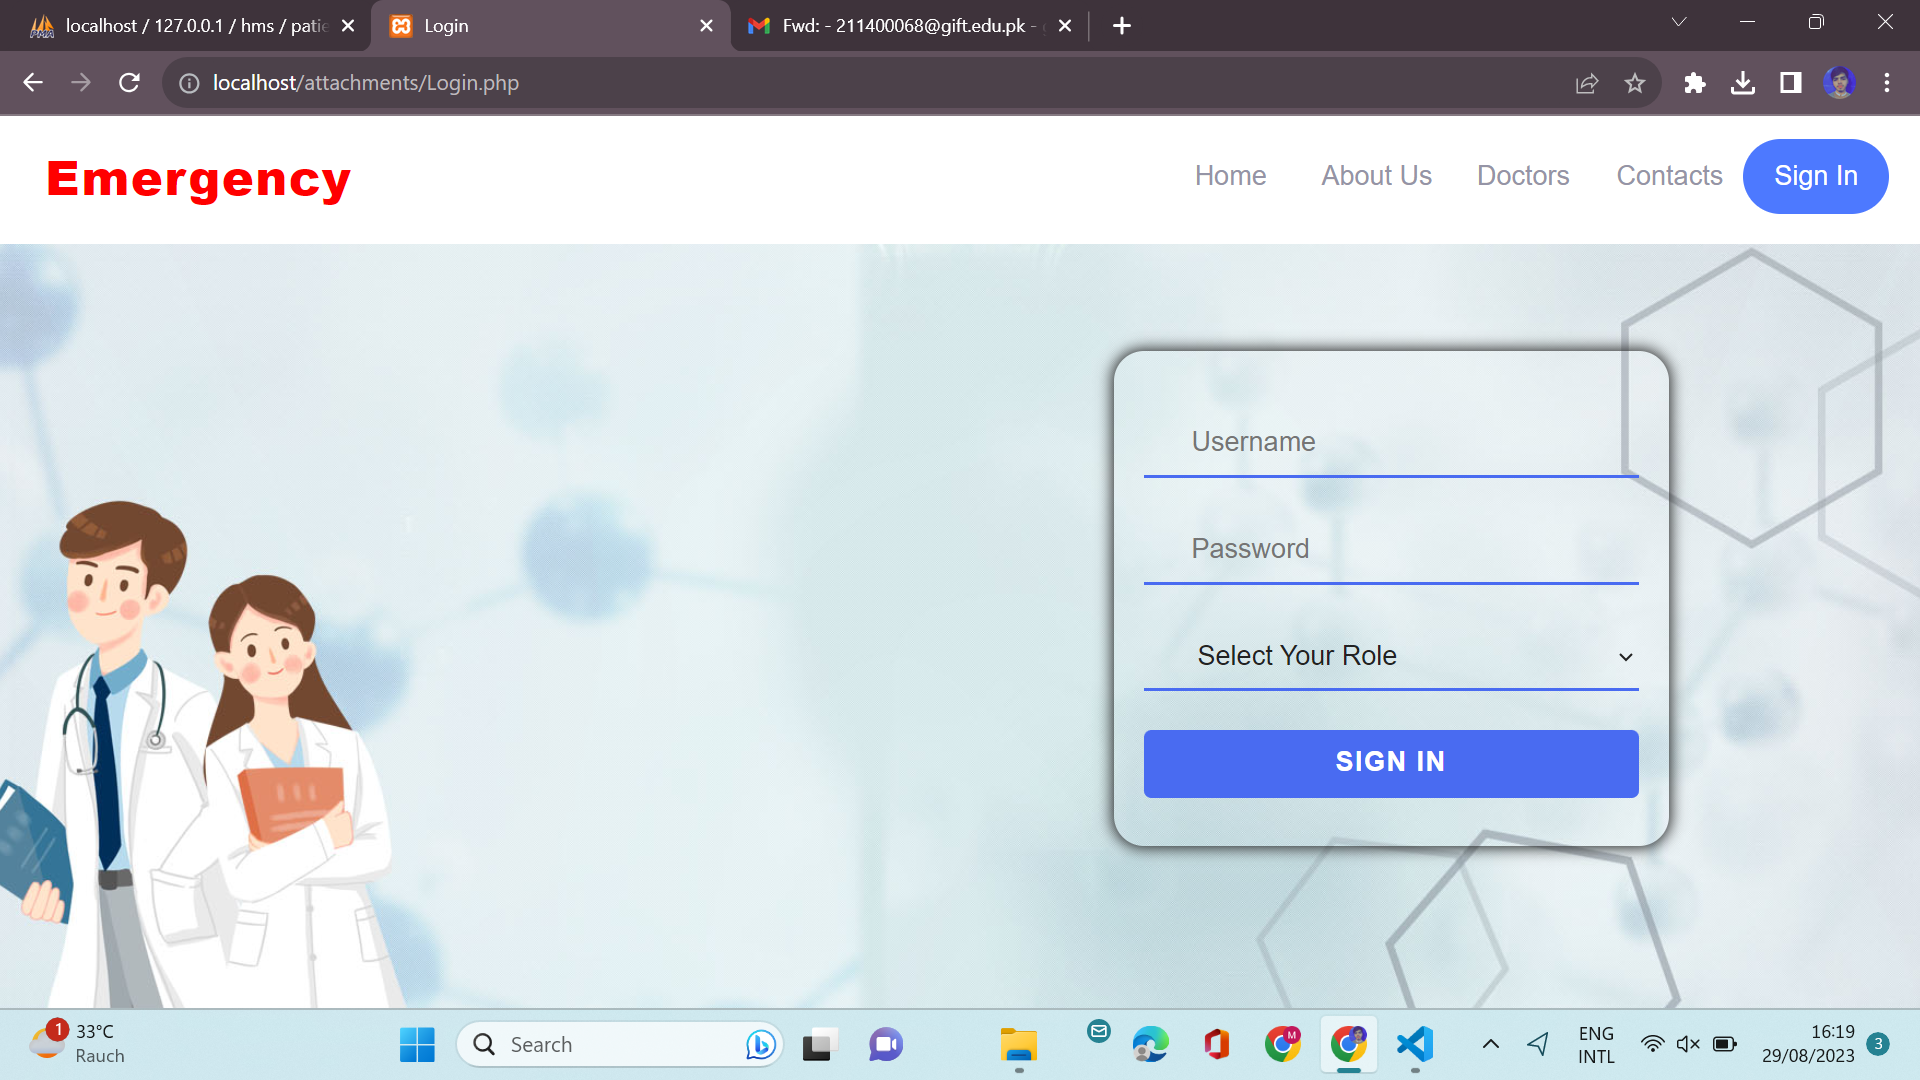 localhost / 127.0.0.1 / hms / patie
Login
Fwd: - 211400068@gift.edu.pk -
localhost/attachments/Login.php
Emergency
Home
About Us
Doctors
Contacts
Sign In
Username
Password
Select Your Role
SIGN IN
1
33°C
Rauch
Search
M
ENG
INTL
16:19
29/08/2023
3